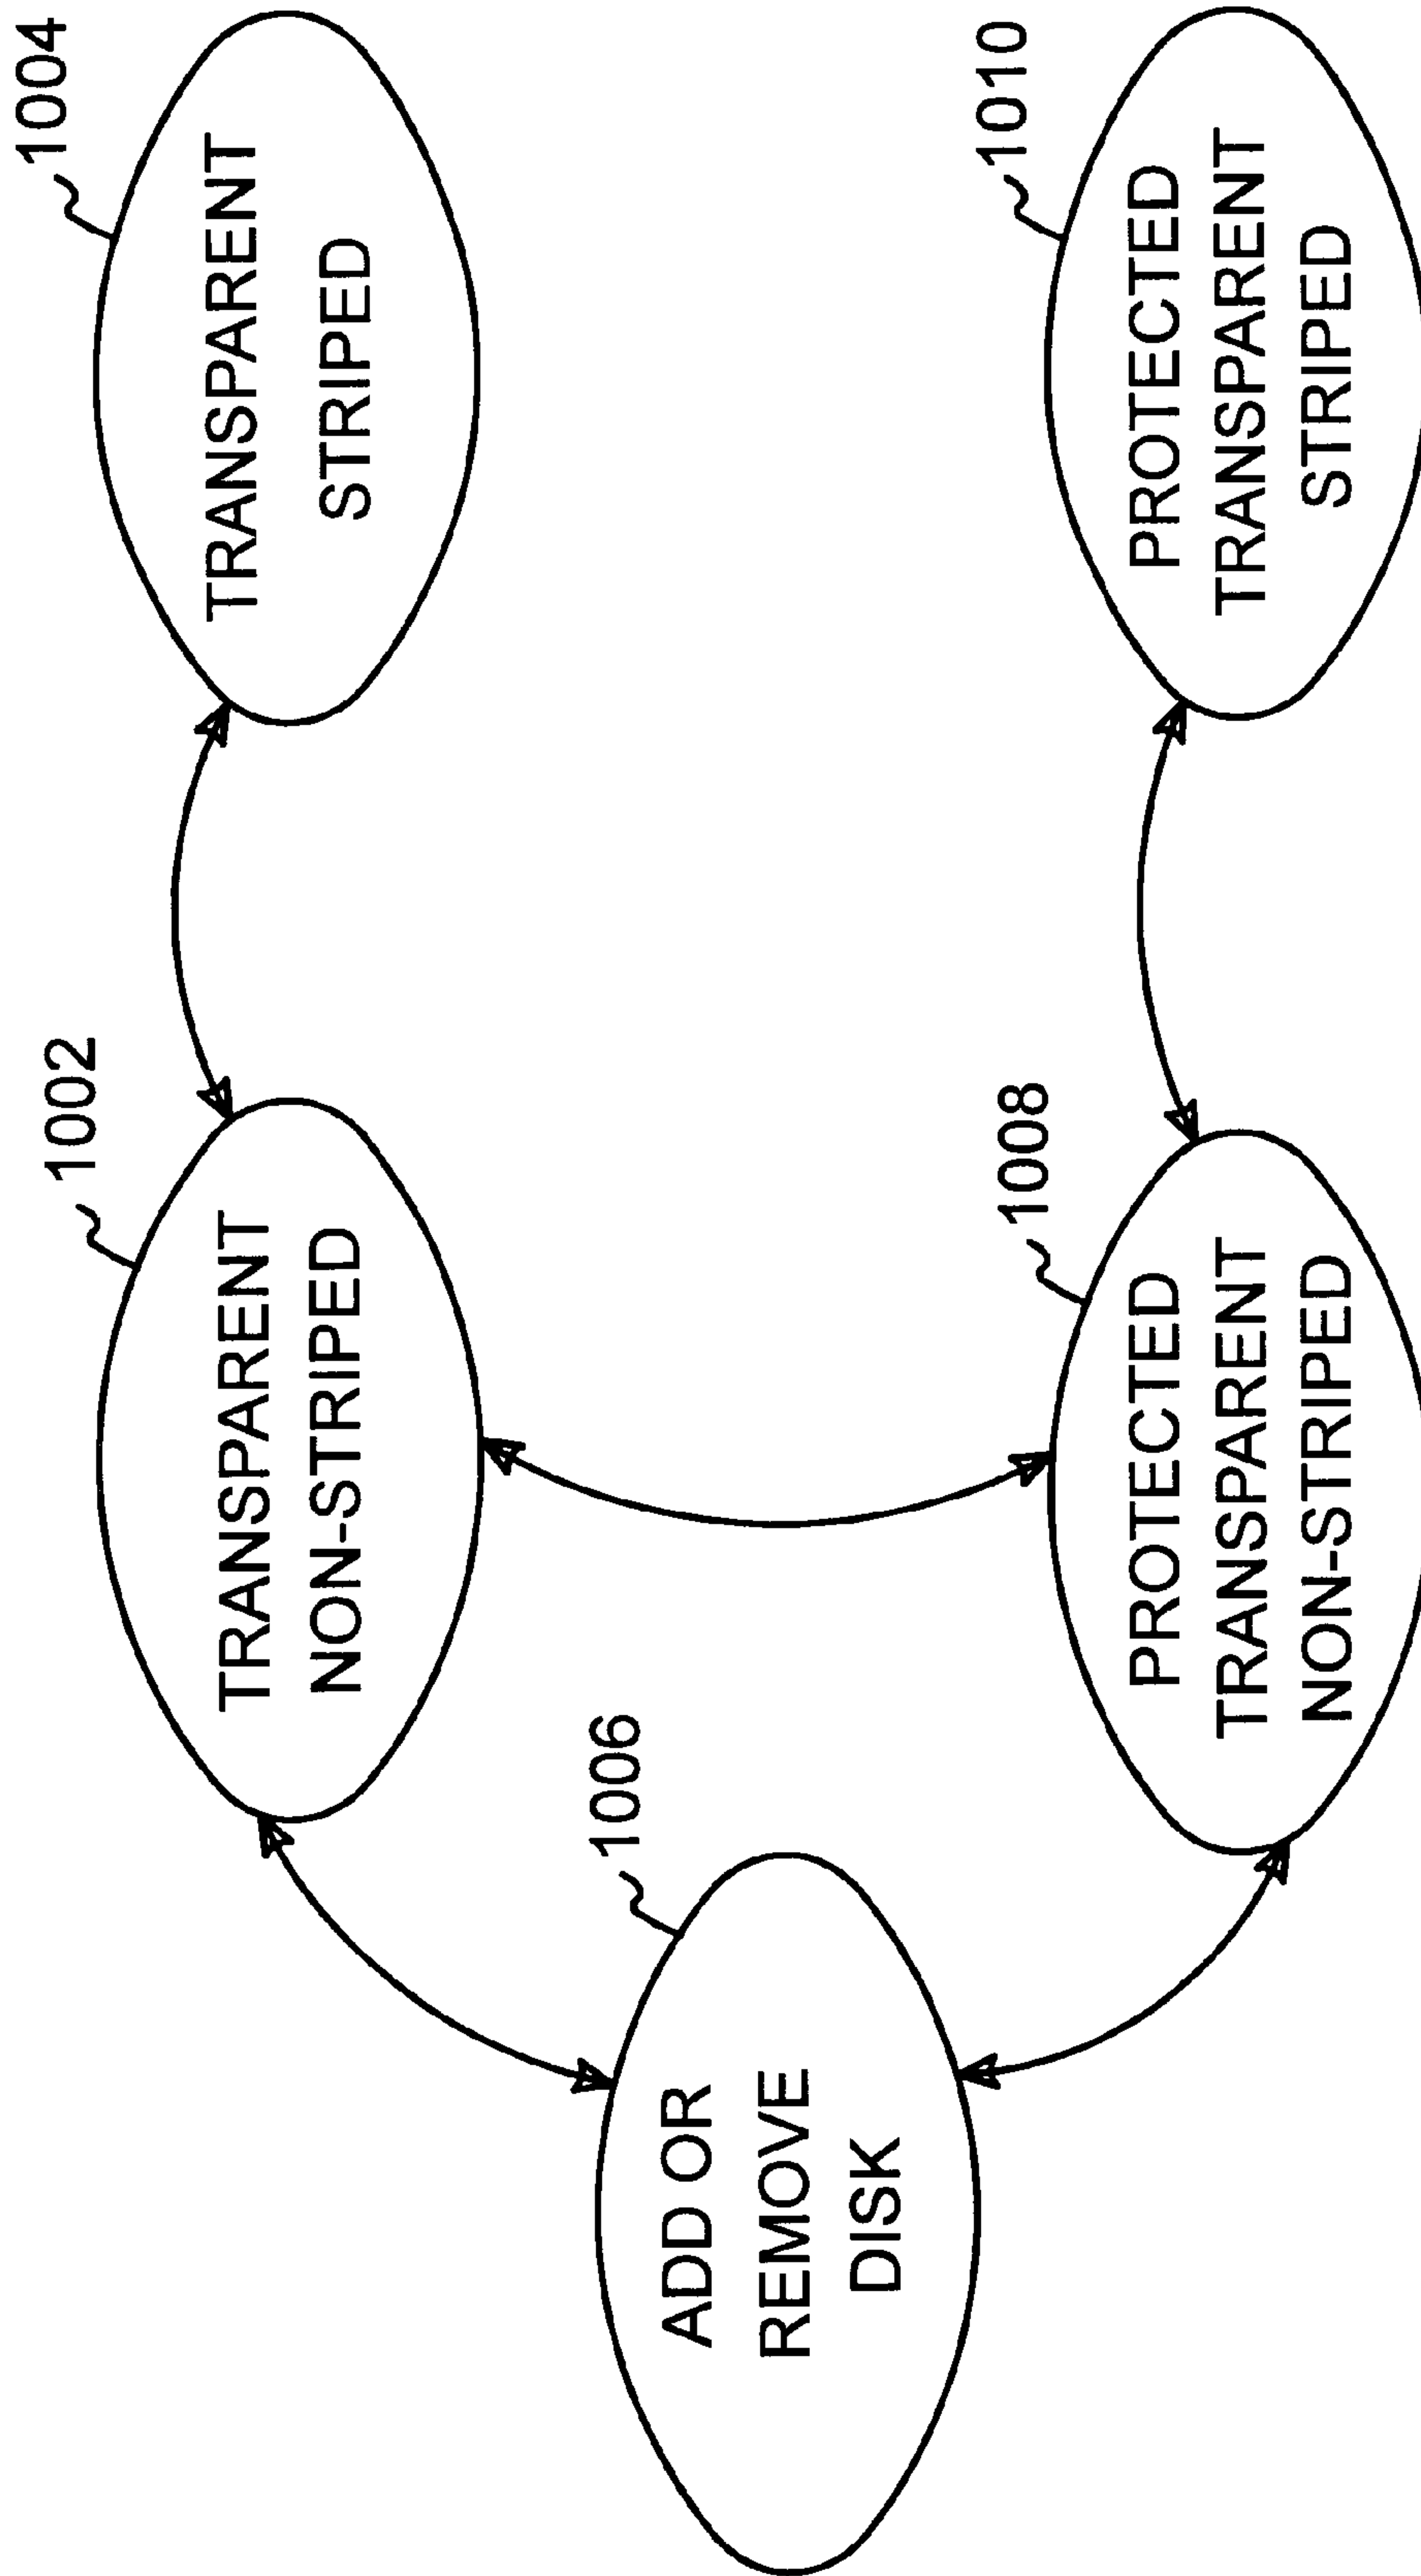 1004
TRANSPARENT
STRIPED
1002
TRANSPARENT
NON-STRIPED
1006
ADD OR
REMOVE
DISK
1008
PROTECTED
TRANSPARENT
NON-STRIPED
1010
PROTECTED
TRANSPARENT
STRIPED